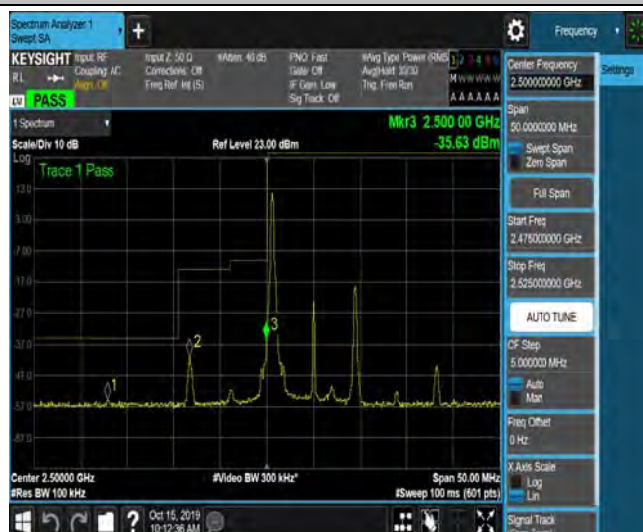 Spectrum Analyzer 1
Swept SA
+
Frequency
KEYSIGHT
RL
Input: RF
Coupling: AC
Align: Off
Input Z: 50 Ω
Corrections: Off
Freq Ref: Int (S)
#Atten: 40 dB
PNO: Fast
Gate: Off
IF Gain: Low
Sig Track: Off
#Avg Type: Power (RMS
Avg|Hold: 30/30
Trig: Free Run
1 2 3 4 5 6
M W W W W W
A A A A A A
PASS
1 Spectrum
Mkr3 2.500 00 GHz
Scale/Div 10 dB
Ref Level 23.00 dBm
-35.63 dBm
Log
Trace 1 Pass
13.0
3.00
-7.00
-17.0
-27.0
-37.0
-47.0
-57.0
-67.0
1
2
3
Center 2.50000 GHz
#Video BW 300 kHz*
Span 50.00 MHz
#Res BW 100 kHz
#Sweep 100 ms (601 pts)
?
Oct 15, 2019
10:12:36 AM
Center Frequency
2.500000000 GHz
Settings
Span
50.0000000 MHz
Swept Span
Zero Span
Full Span
Start Freq
2.475000000 GHz
Stop Freq
2.525000000 GHz
AUTO TUNE
CF Step
5.000000 MHz
Auto
Man
Freq Offset
0 Hz
X Axis Scale
Log
Lin
Signal Track